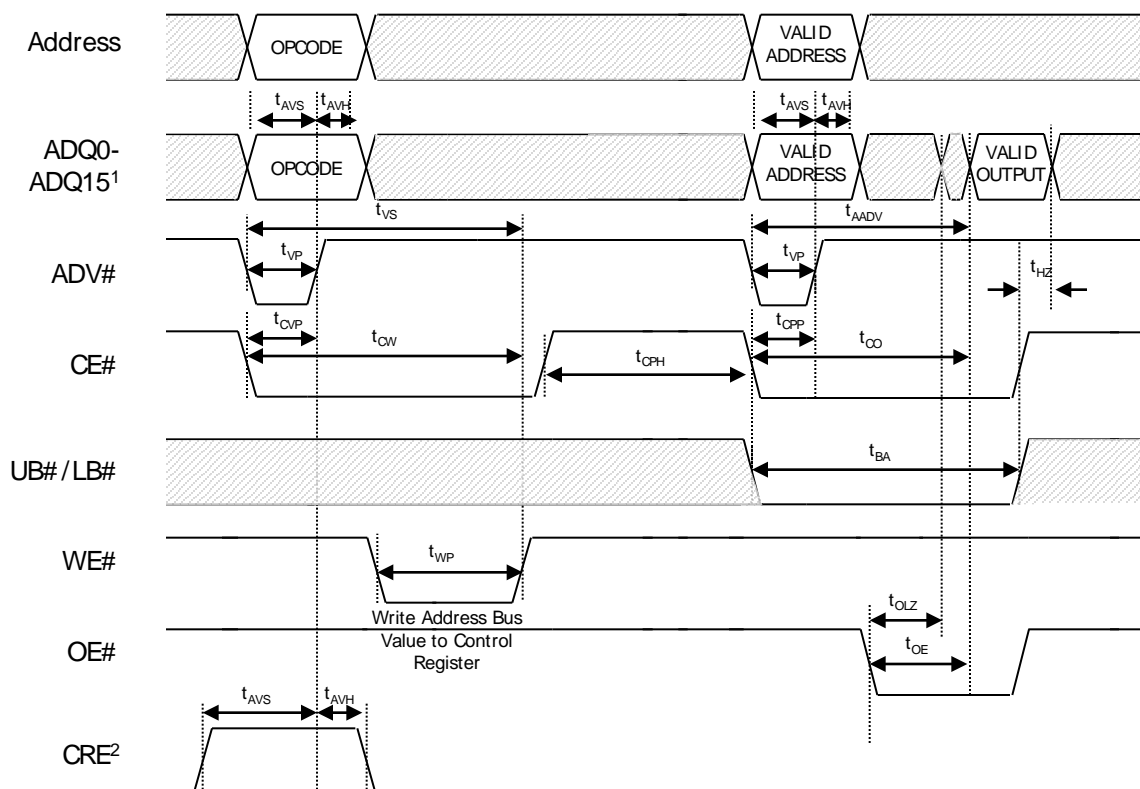 Address
OPCODE
VALID
ADDRESS
tAVS
tAVH
tAVS
tAVH
ADQ0-
ADQ15¹
OPCODE
VALID
ADDRESS
VALID
OUTPUT
tVS
tAADV
ADV#
tVP
tVP
tHZ
CE#
tCVP
tCW
tCPH
tCPP
tCO
UB# / LB#
tBA
WE#
tWP
Write Address Bus
Value to Control
Register
OE#
tOLZ
tOE
tAVS
tAVH
CRE²